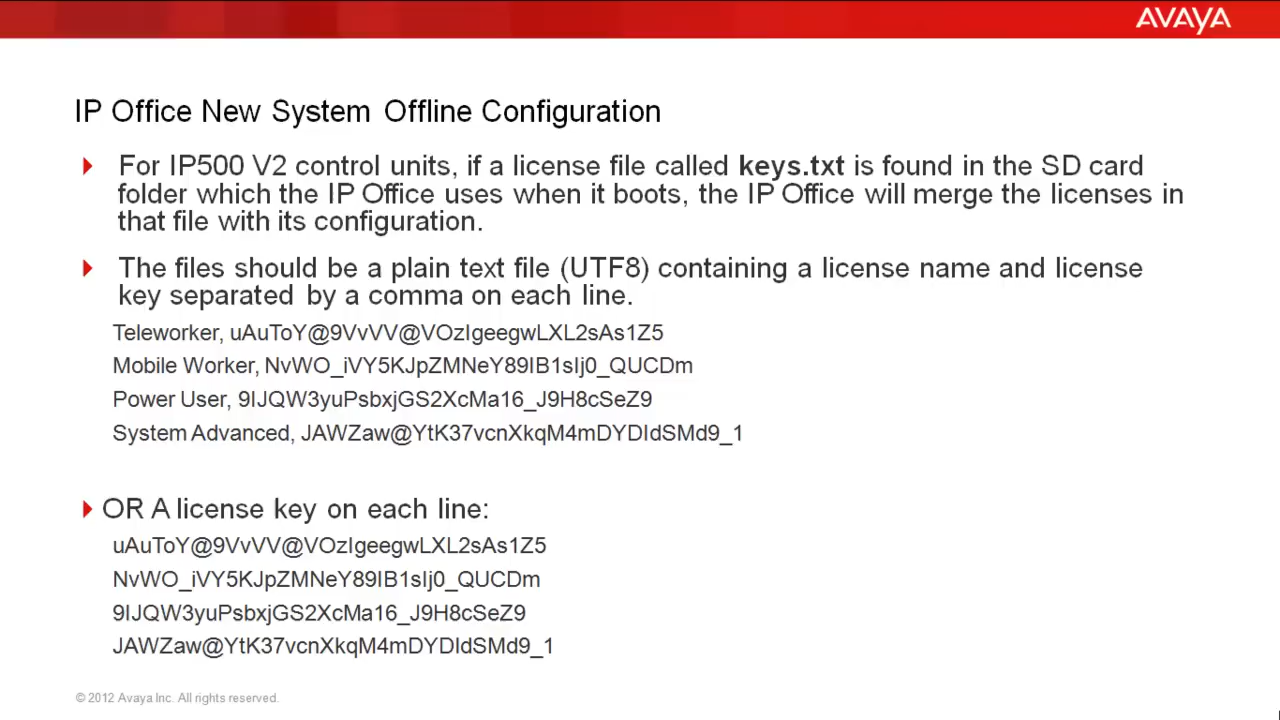 AVAYA
IP Office New System Offline Configuration
For IP500 V2 control units, if a license file called keys.txt is found in the SD card
folder which the IP Office uses when it boots, the IP Office will merge the licenses in
that file with its configuration.
The files should be a plain text file (UTF8) containing a license name and license
key separated by a comma on each line.
Teleworker, uAuToY@9VvVV@VOzIgeegwLXL2sAs1Z5
Mobile Worker, NvWO_iVY5KJpZMNeY89IB1sIj0_QUCDm
Power User, 9IJQW3yuPsbxjGS2XcMa16_J9H8cSeZ9
System Advanced, JAWZaw@YtK37vcnXkqM4mDYDIdSMd9_1
OR A license key on each line:
uAuToY@9VvVV@VOzIgeegwLXL2sAs1Z5
NvWO_iVY5KJpZMNeY89IB1sIj0_QUCDm
9IJQW3yuPsbxjGS2XcMa16_J9H8cSeZ9
JAWZaw@YtK37vcnXkqM4mDYDIdSMd9_1
© 2012 Avaya Inc. All rights reserved.